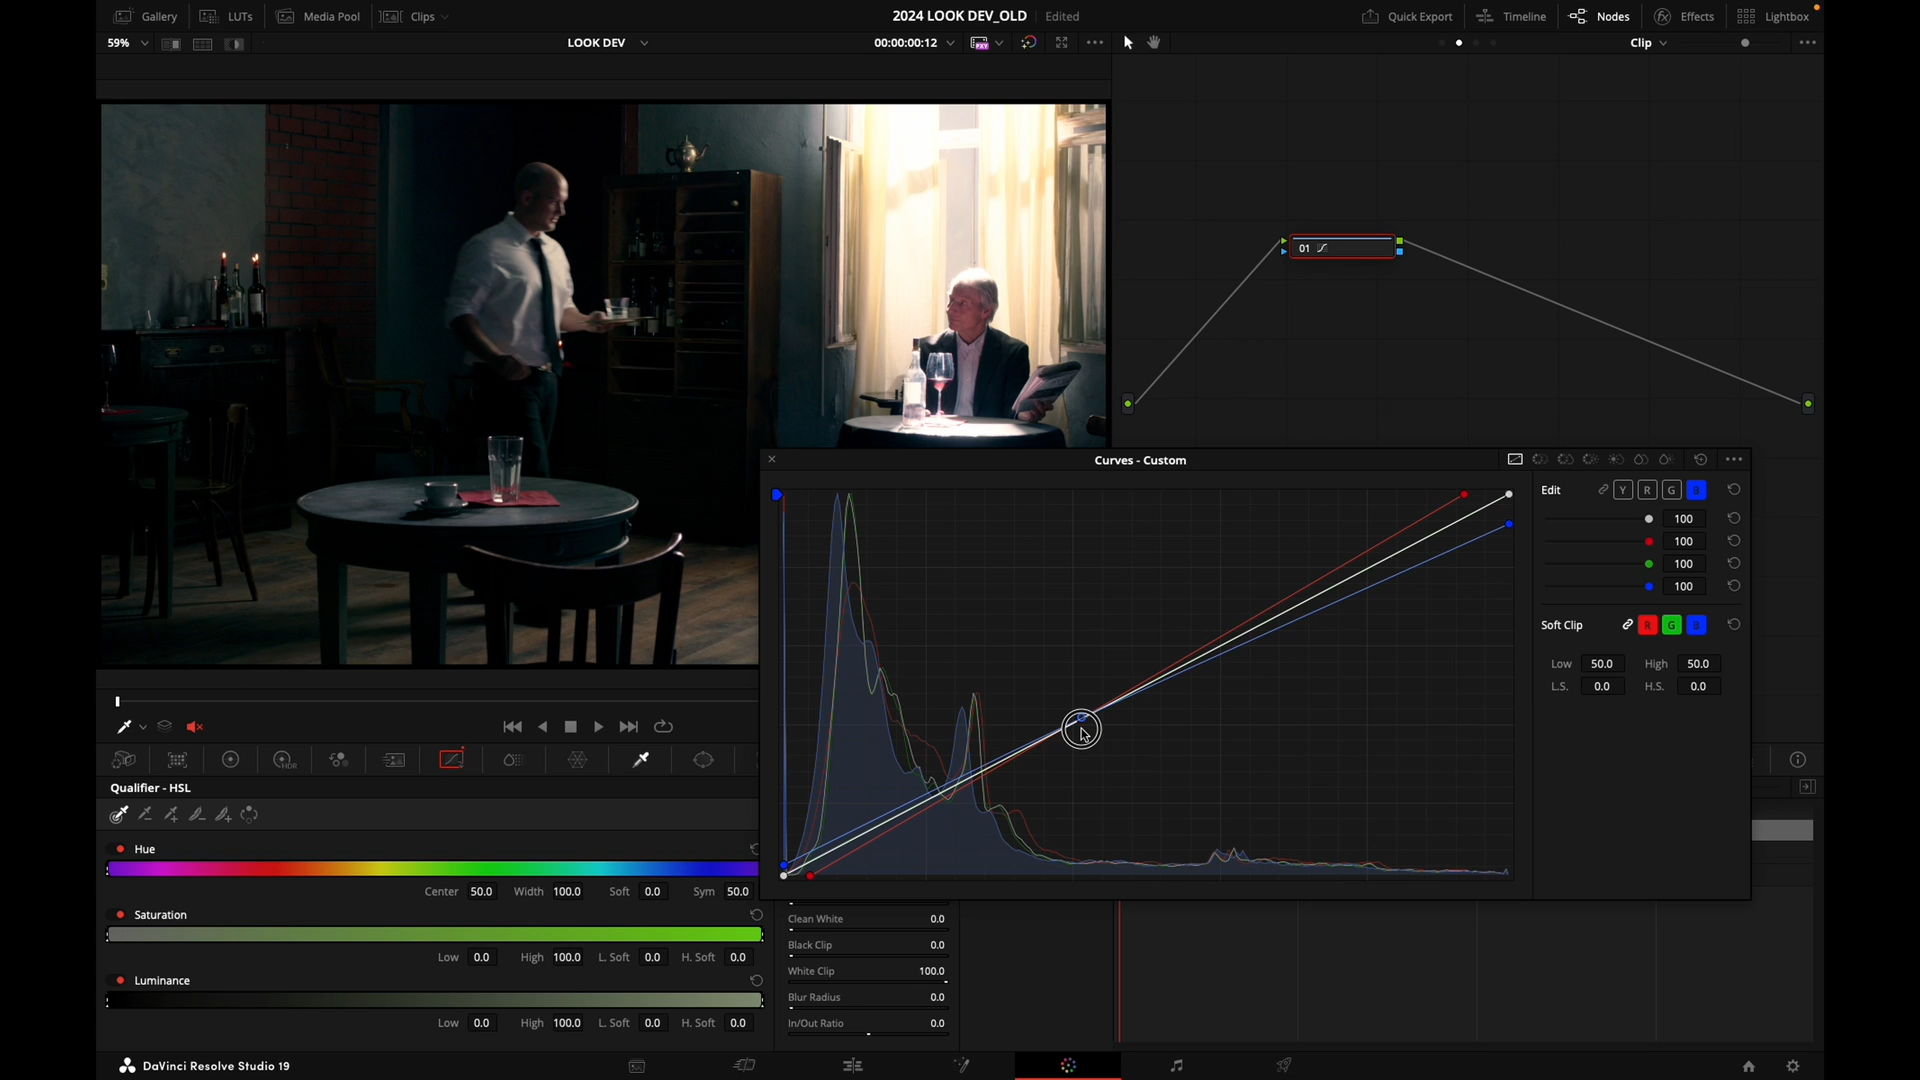 Gallery LUTs Media Pool Clips 2024 LOOK DEV_OLD Edited Quick Export Timeline Nodes Effects Lightbox
59% LOOK DEV 00:00:00:12 Clip
01
Curves - Custom
Edit Y R G B
100
100
100
100
Soft Clip R G B
Low 50.0 High 50.0
L.S. 0.0 H.S. 0.0
HDR
Qualifier - HSL
Hue
Center 50.0 Width 100.0 Soft 0.0 Sym 50.0
Saturation
Low 0.0 High 100.0 L. Soft 0.0 H. Soft 0.0
Luminance
Low 0.0 High 100.0 L. Soft 0.0 H. Soft 0.0
Clean White 0.0
Black Clip 0.0
White Clip 100.0
Blur Radius 0.0
In/Out Ratio 0.0
DaVinci Resolve Studio 19